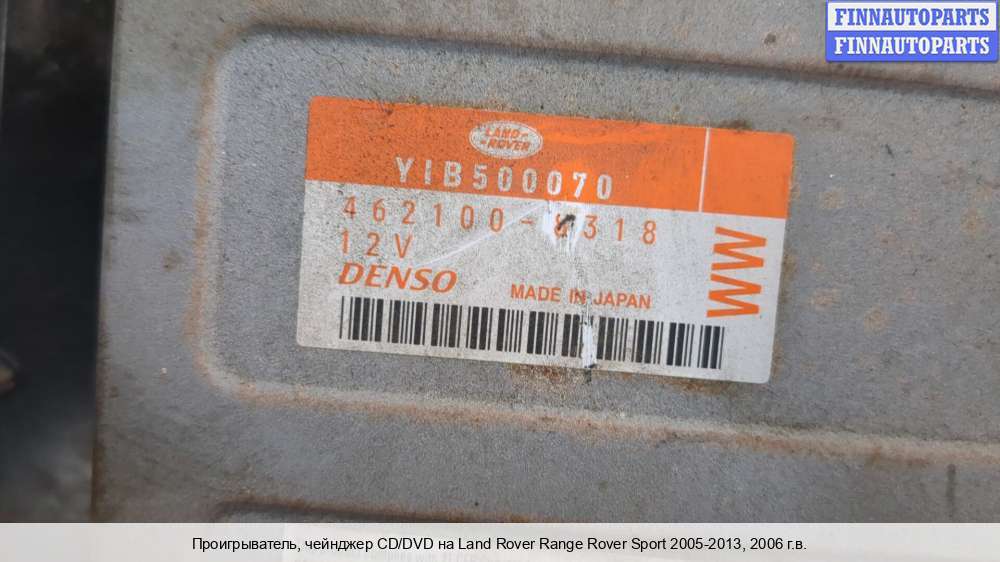 FINNAUTOPARTS
FINNAUTOPARTS
LAND
ROVER
YIB500070
12V
WW
DENSO
MADE IN JAPAN
Проигрыватель, чейнджер CD/DVD на Land Rover Range Rover Sport 2005-2013, 2006 г.в.